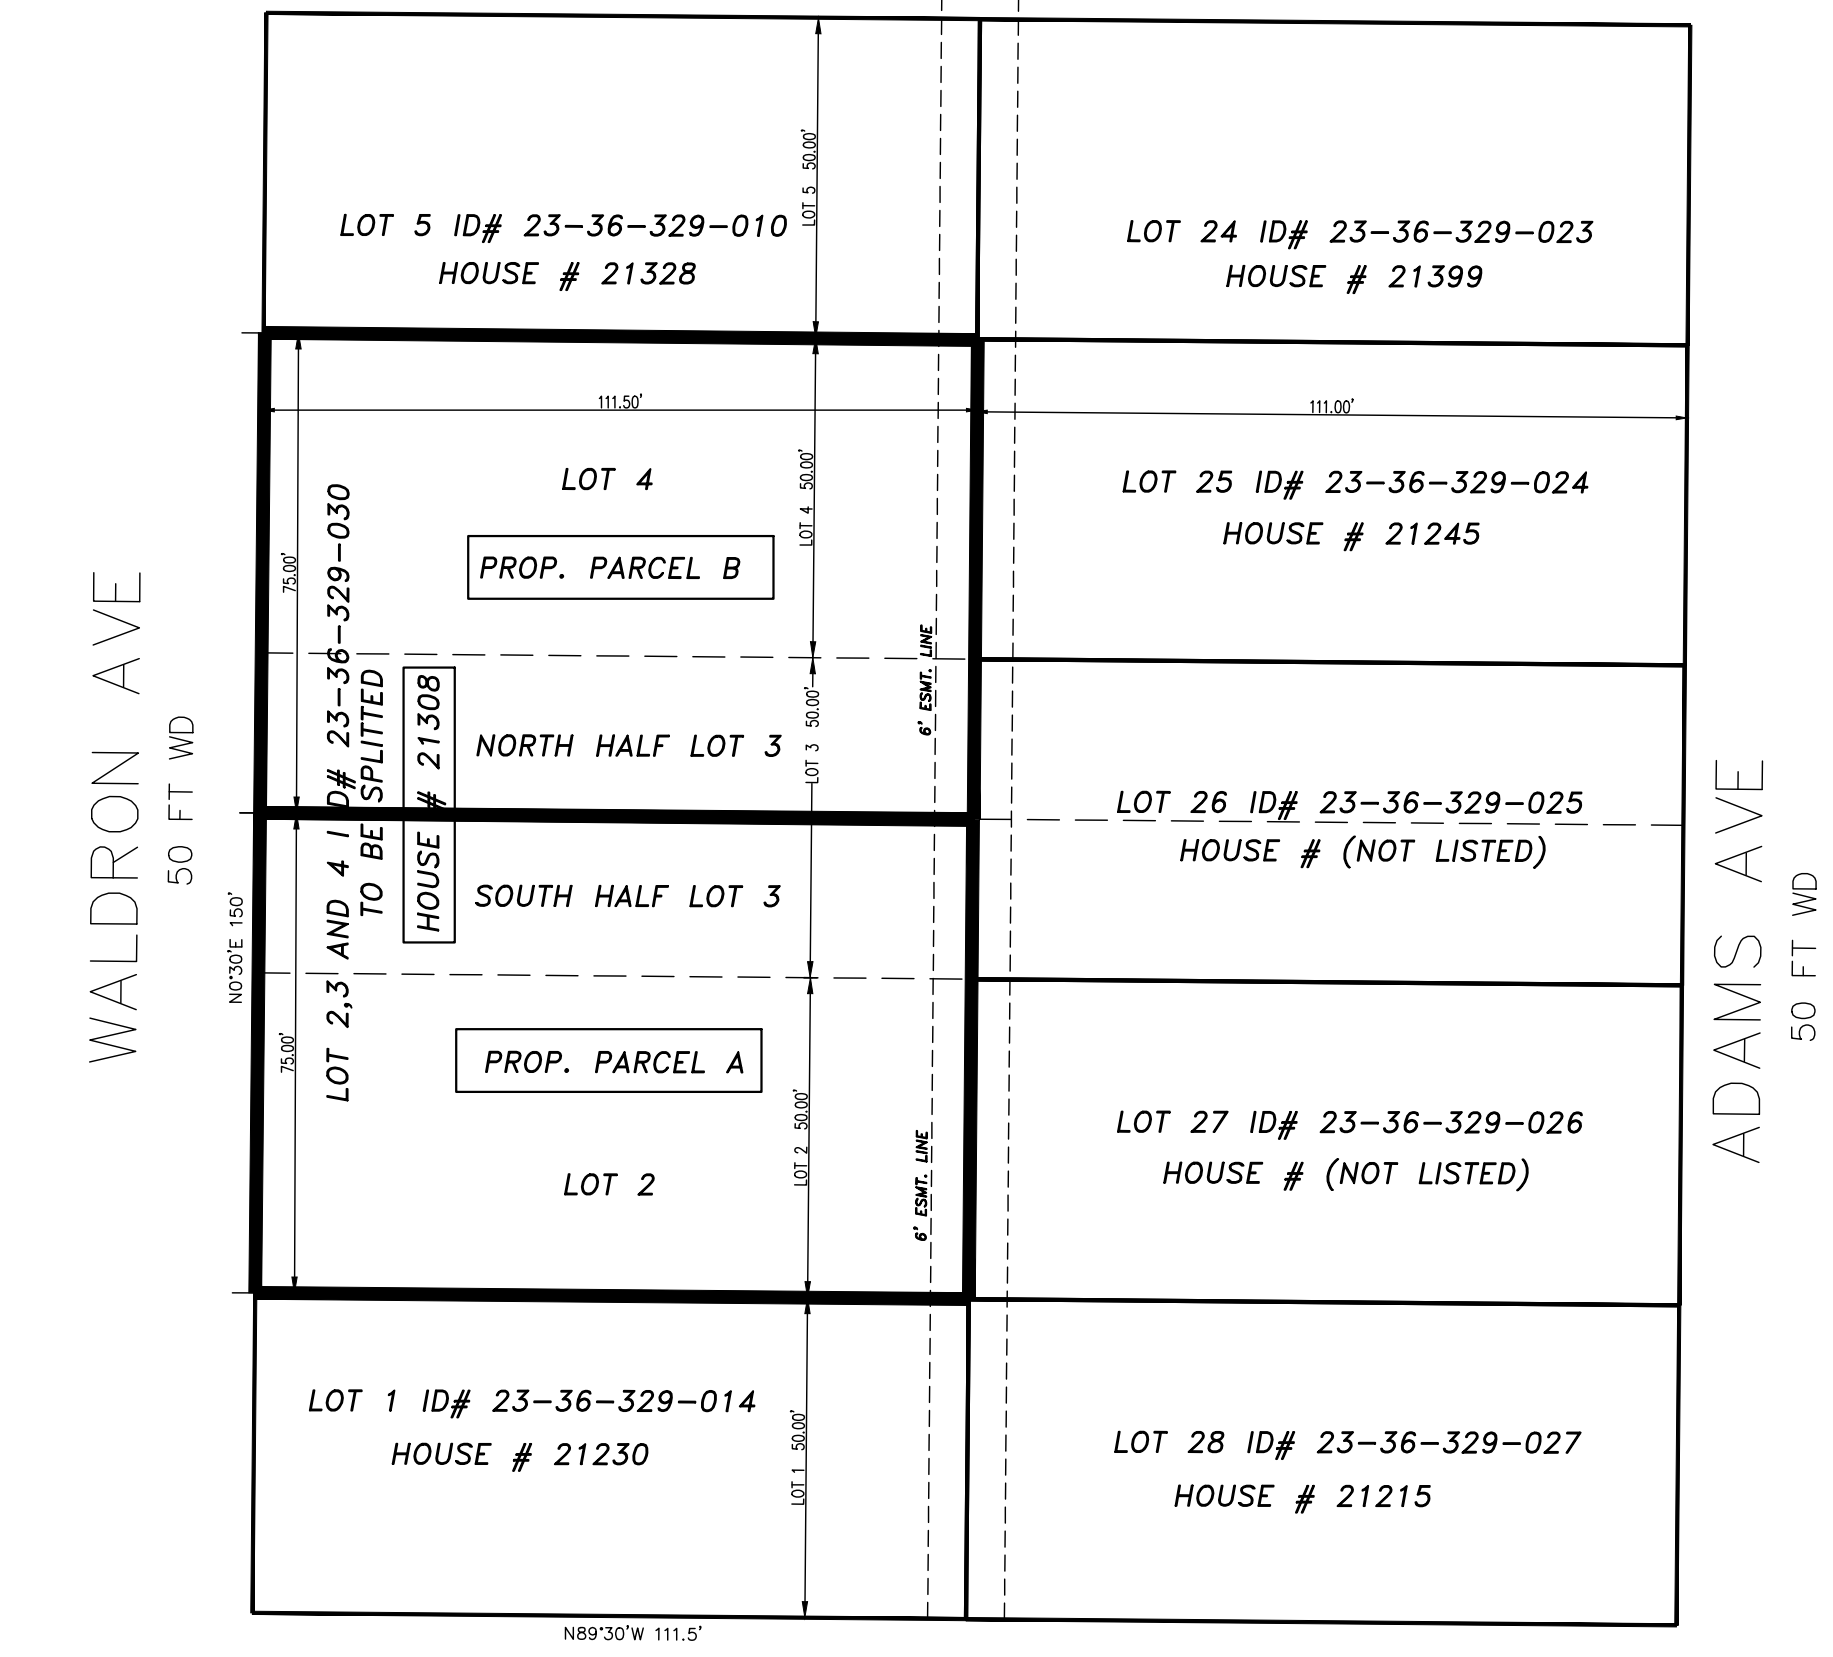 LOT 5 50.00'
LOT 5 ID# 23-36-329-010
HOUSE # 21328
LOT 24 ID# 23-36-329-023
HOUSE # 21399
111.50'
111.00'
LOT 4
LOT 4 50.00'
PROP. PARCEL B
75.00'
LOT 25 ID# 23-36-329-024
HOUSE # 21245
LOT 2,3 AND 4 ID# 23-36-329-030
TO BE SPLITTED
HOUSE # 21308
NORTH HALF LOT 3
LOT 3 50.00'
6' ESMT. LINE
WALDRON AVE
50 FT WD
LOT 26 ID# 23-36-329-025
HOUSE # (NOT LISTED)
ADAMS AVE
50 FT WD
SOUTH HALF LOT 3
N0°30'E 150'
75.00'
PROP. PARCEL A
LOT 2 50.00'
6' ESMT. LINE
LOT 2
LOT 27 ID# 23-36-329-026
HOUSE # (NOT LISTED)
LOT 1 ID# 23-36-329-014
HOUSE # 21230
LOT 1 50.00'
LOT 28 ID# 23-36-329-027
HOUSE # 21215
N89°30'W 111.5'